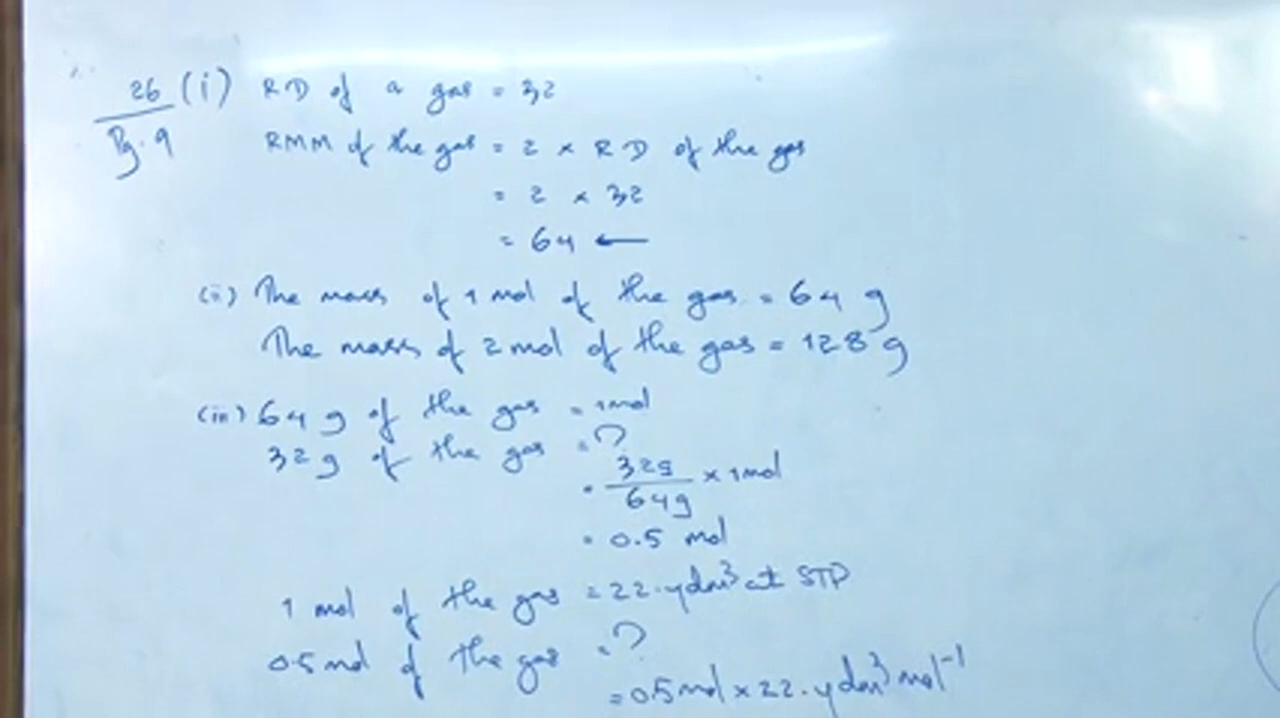 26 (i) RD of a gas = 32
Pg. 9 RMM of the gas = 2 × RD of the gas
= 2 × 32
= 64 ←
(ii) The mass of 1 mol of the gas = 64 g
The mass of 2 mol of the gas = 128 g
(iii) 64 g of the gas = 1 mol
32 g of the gas = ?
= 32g / 64g × 1 mol
= 0.5 mol
1 mol of the gas = 22.4 dm³ at STP
0.5 mol of the gas = ?
= 0.5 mol × 22.4 dm³ mol⁻¹